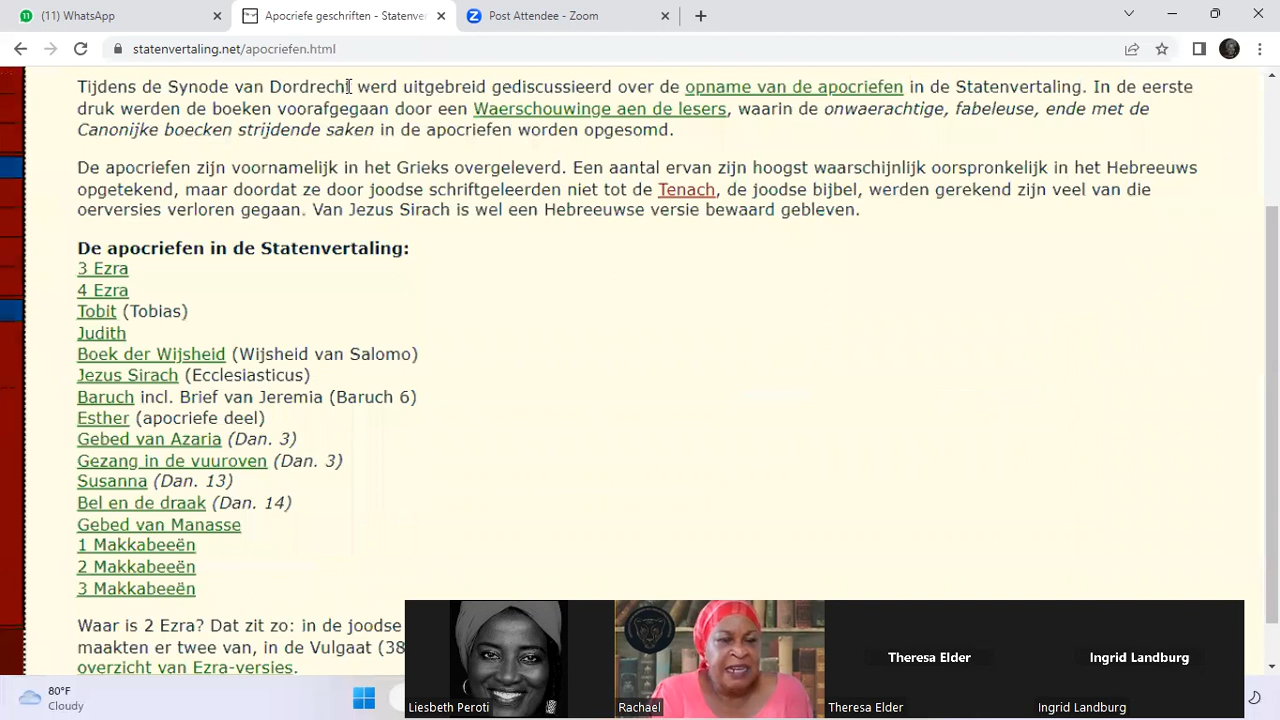 (11) WhatsApp
Apocriefe geschriften - Statenver
Post Attendee - Zoom
statenvertaling.net/apocriefen.html
Tijdens de Synode van Dordrecht werd uitgebreid gediscussieerd over de opname van de apocriefen in de Statenvertaling. In de eerste
druk werden de boeken voorafgegaan door een Waerschouwinge aen de lesers, waarin de onwaerachtige, fabeleuse, ende met de
Canonijke boecken strijdende saken in de apocriefen worden opgesomd.
De apocriefen zijn voornamelijk in het Grieks overgeleverd. Een aantal ervan zijn hoogst waarschijnlijk oorspronkelijk in het Hebreeuws
opgetekend, maar doordat ze door joodse schriftgeleerden niet tot de Tenach, de joodse bijbel, werden gerekend zijn veel van die
oerversies verloren gegaan. Van Jezus Sirach is wel een Hebreeuwse versie bewaard gebleven.
De apocriefen in de Statenvertaling:
3 Ezra
4 Ezra
Tobit (Tobias)
Judith
Boek der Wijsheid (Wijsheid van Salomo)
Jezus Sirach (Ecclesiasticus)
Baruch incl. Brief van Jeremia (Baruch 6)
Esther (apocriefe deel)
Gebed van Azaria (Dan. 3)
Gezang in de vuuroven (Dan. 3)
Susanna (Dan. 13)
Bel en de draak (Dan. 14)
Gebed van Manasse
1 Makkabeeën
2 Makkabeeën
3 Makkabeeën
Waar is 2 Ezra? Dat zit zo: in de joodse
maakten er twee van, in de Vulgaat (38
overzicht van Ezra-versies.
Theresa Elder
Ingrid Landburg
Liesbeth Peroti
Rachael
Theresa Elder
Ingrid Landburg
80°F
Cloudy